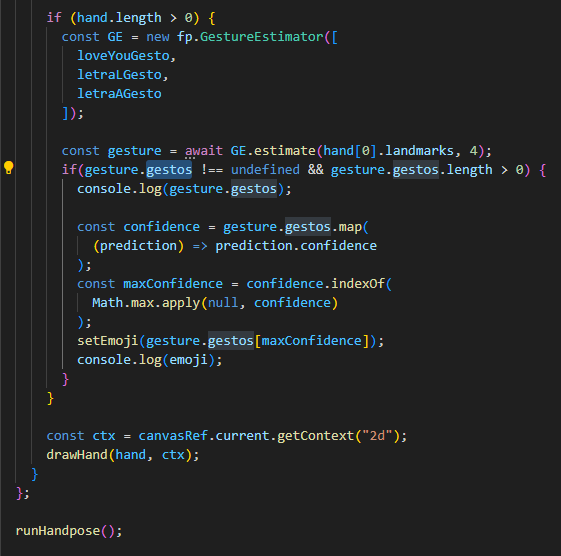 if (hand.length > 0) {
const GE = new fp.GestureEstimator([
loveYouGesto,
letraLGesto,
letraAGesto
]);
const gesture = await GE.estimate(hand[0].landmarks, 4);
if(gesture.gestos !== undefined && gesture.gestos.length > 0) {
console.log(gesture.gestos);
const confidence = gesture.gestos.map(
(prediction) => prediction.confidence
);
const maxConfidence = confidence.indexOf(
Math.max.apply(null, confidence)
);
setEmoji(gesture.gestos[maxConfidence]);
console.log(emoji);
}
}
const ctx = canvasRef.current.getContext("2d");
drawHand(hand, ctx);
}
};
runHandpose();